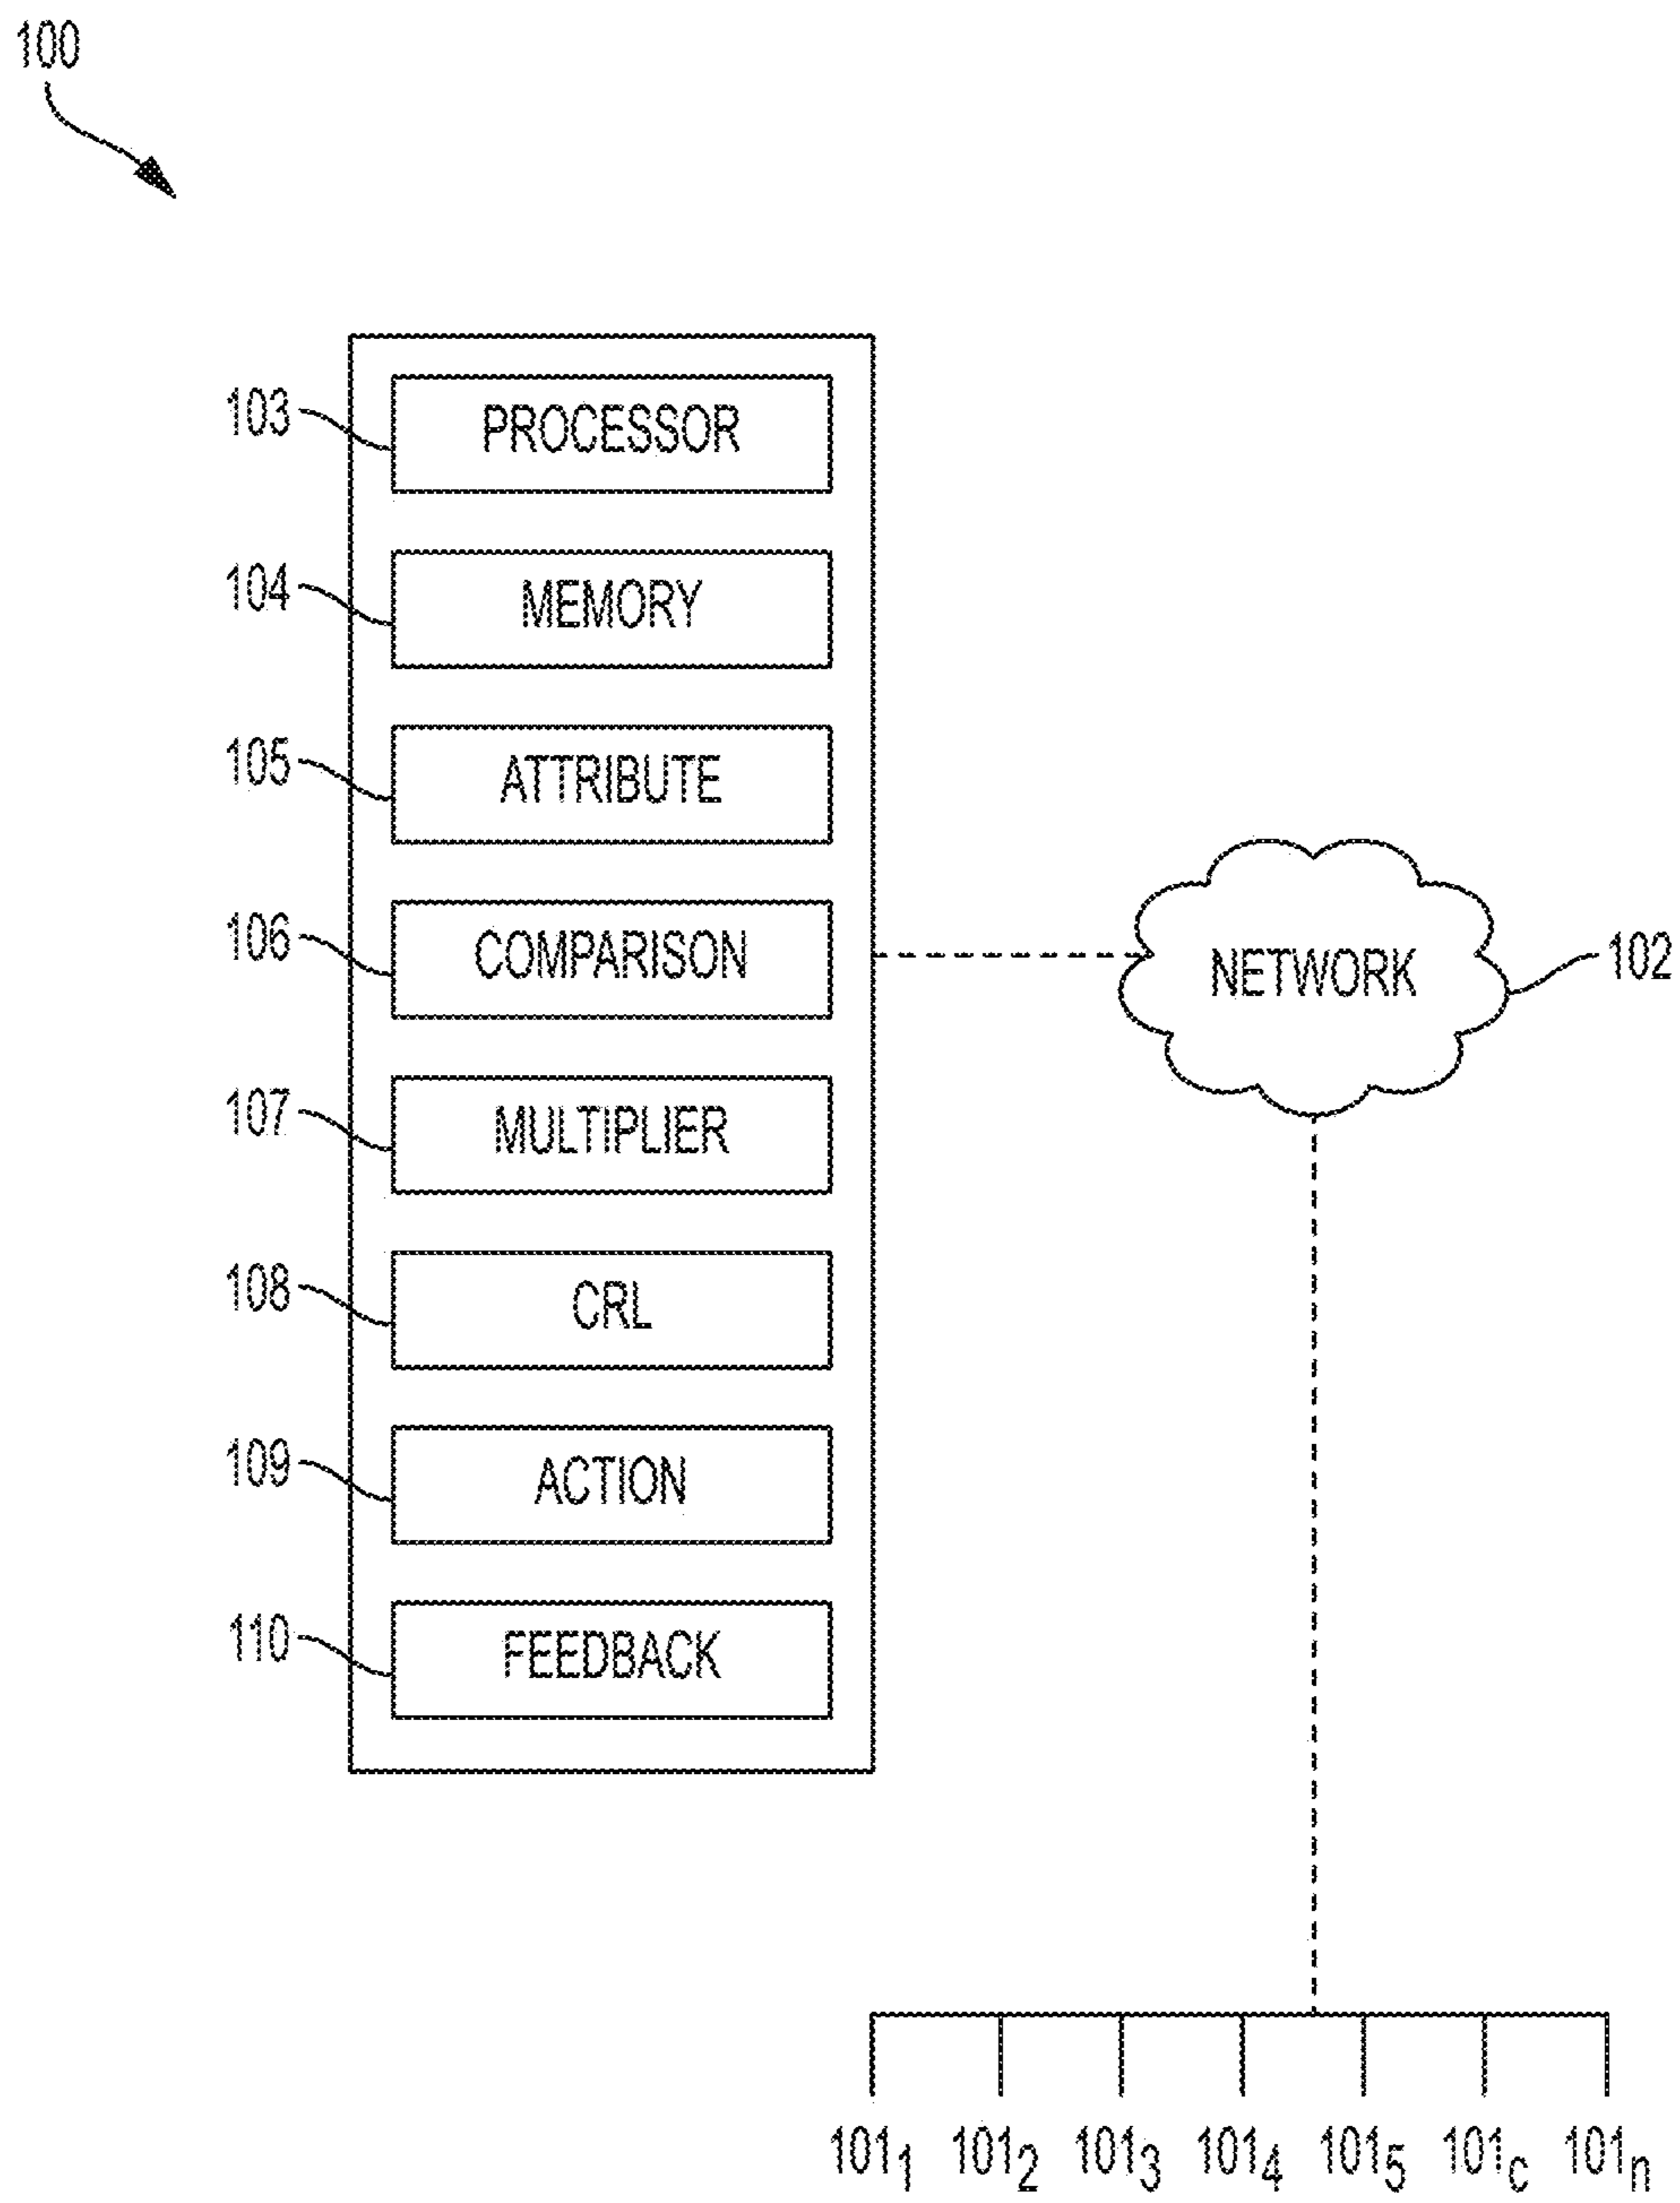 100
103 PROCESSOR
104 MEMORY
105 ATTRIBUTE
106 COMPARISON
NETWORK 102
107 MULTIPLIER
108 CRL
109 ACTION
110 FEEDBACK
101₁ 101₂ 101₃ 101₄ 101₅ 101c 101n